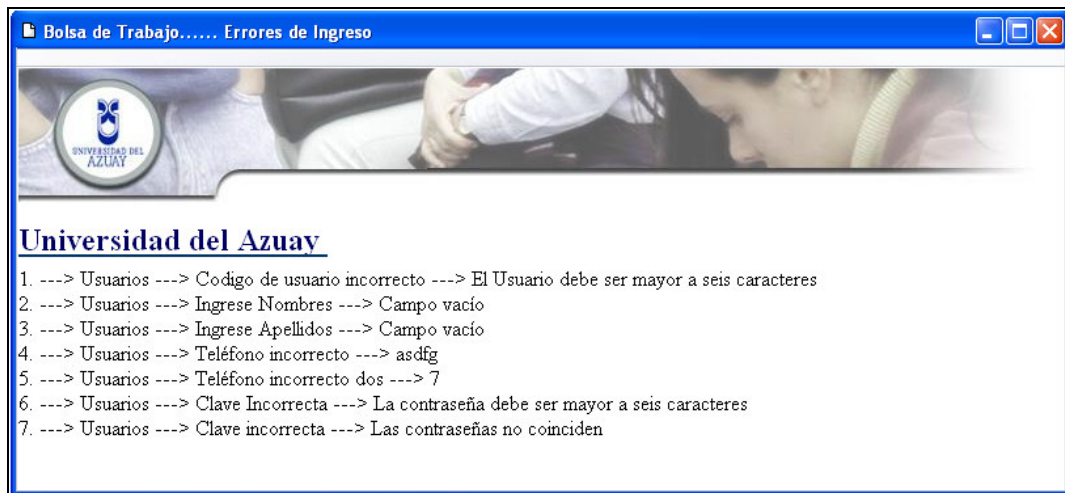 Bolsa de Trabajo...... Errores de Ingreso
UNIVERSIDAD DEL
AZUAY
Universidad del Azuay
1. ---> Usuarios ---> Codigo de usuario incorrecto ---> El Usuario debe ser mayor a seis caracteres
2. ---> Usuarios ---> Ingrese Nombres ---> Campo vacío
3. ---> Usuarios ---> Ingrese Apellidos ---> Campo vacío
4. ---> Usuarios ---> Teléfono incorrecto ---> asdfg
5. ---> Usuarios ---> Teléfono incorrecto dos ---> 7
6. ---> Usuarios ---> Clave Incorrecta ---> La contraseña debe ser mayor a seis caracteres
7. ---> Usuarios ---> Clave incorrecta ---> Las contraseñas no coinciden